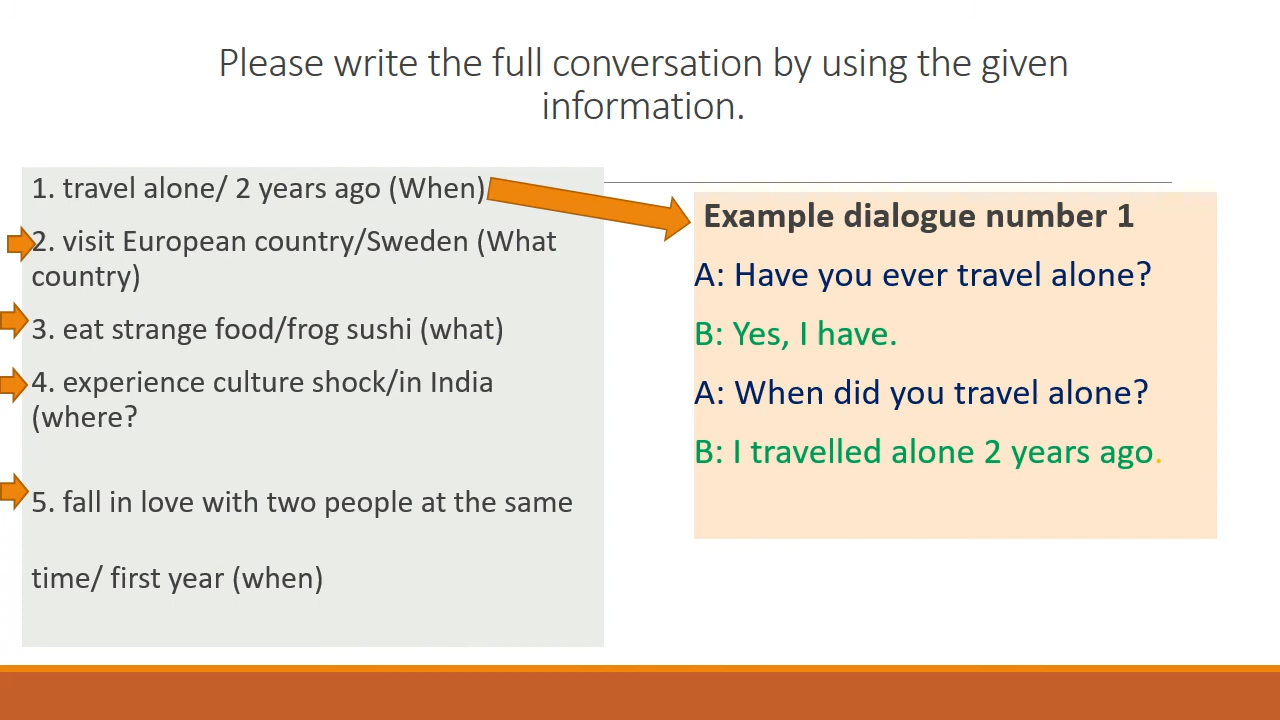 Please write the full conversation by using the given
information.
1. travel alone/ 2 years ago (When)
2. visit European country/Sweden (What
country)
3. eat strange food/frog sushi (what)
4. experience culture shock/in India
(where?
5. fall in love with two people at the same
time/ first year (when)
Example dialogue number 1
A: Have you ever travel alone?
B: Yes, I have.
A: When did you travel alone?
B: I travelled alone 2 years ago.